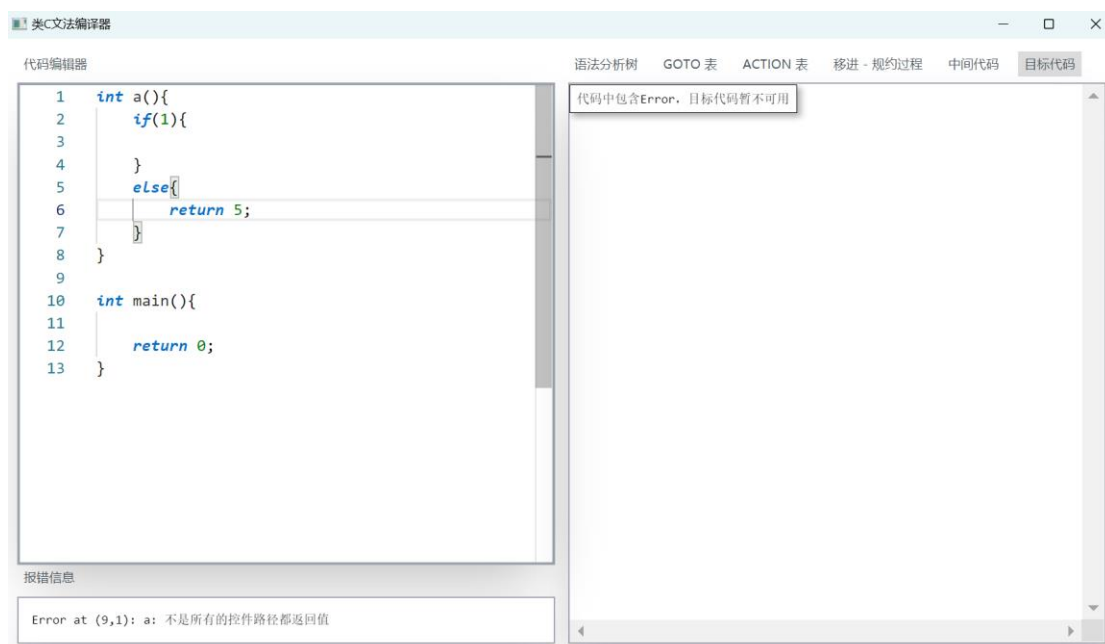 类C文法编译器
代码编辑器
语法分析树 GOTO 表 ACTION 表 移进 - 规约过程 中间代码 目标代码
1 int a(){
2 if(1){
3
4 }
5 else{
6 return 5;
7 }
8 }
9
10 int main(){
11
12 return 0;
13 }
代码中包含Error, 目标代码暂不可用
报错信息
Error at (9,1): a: 不是所有的控件路径都返回值